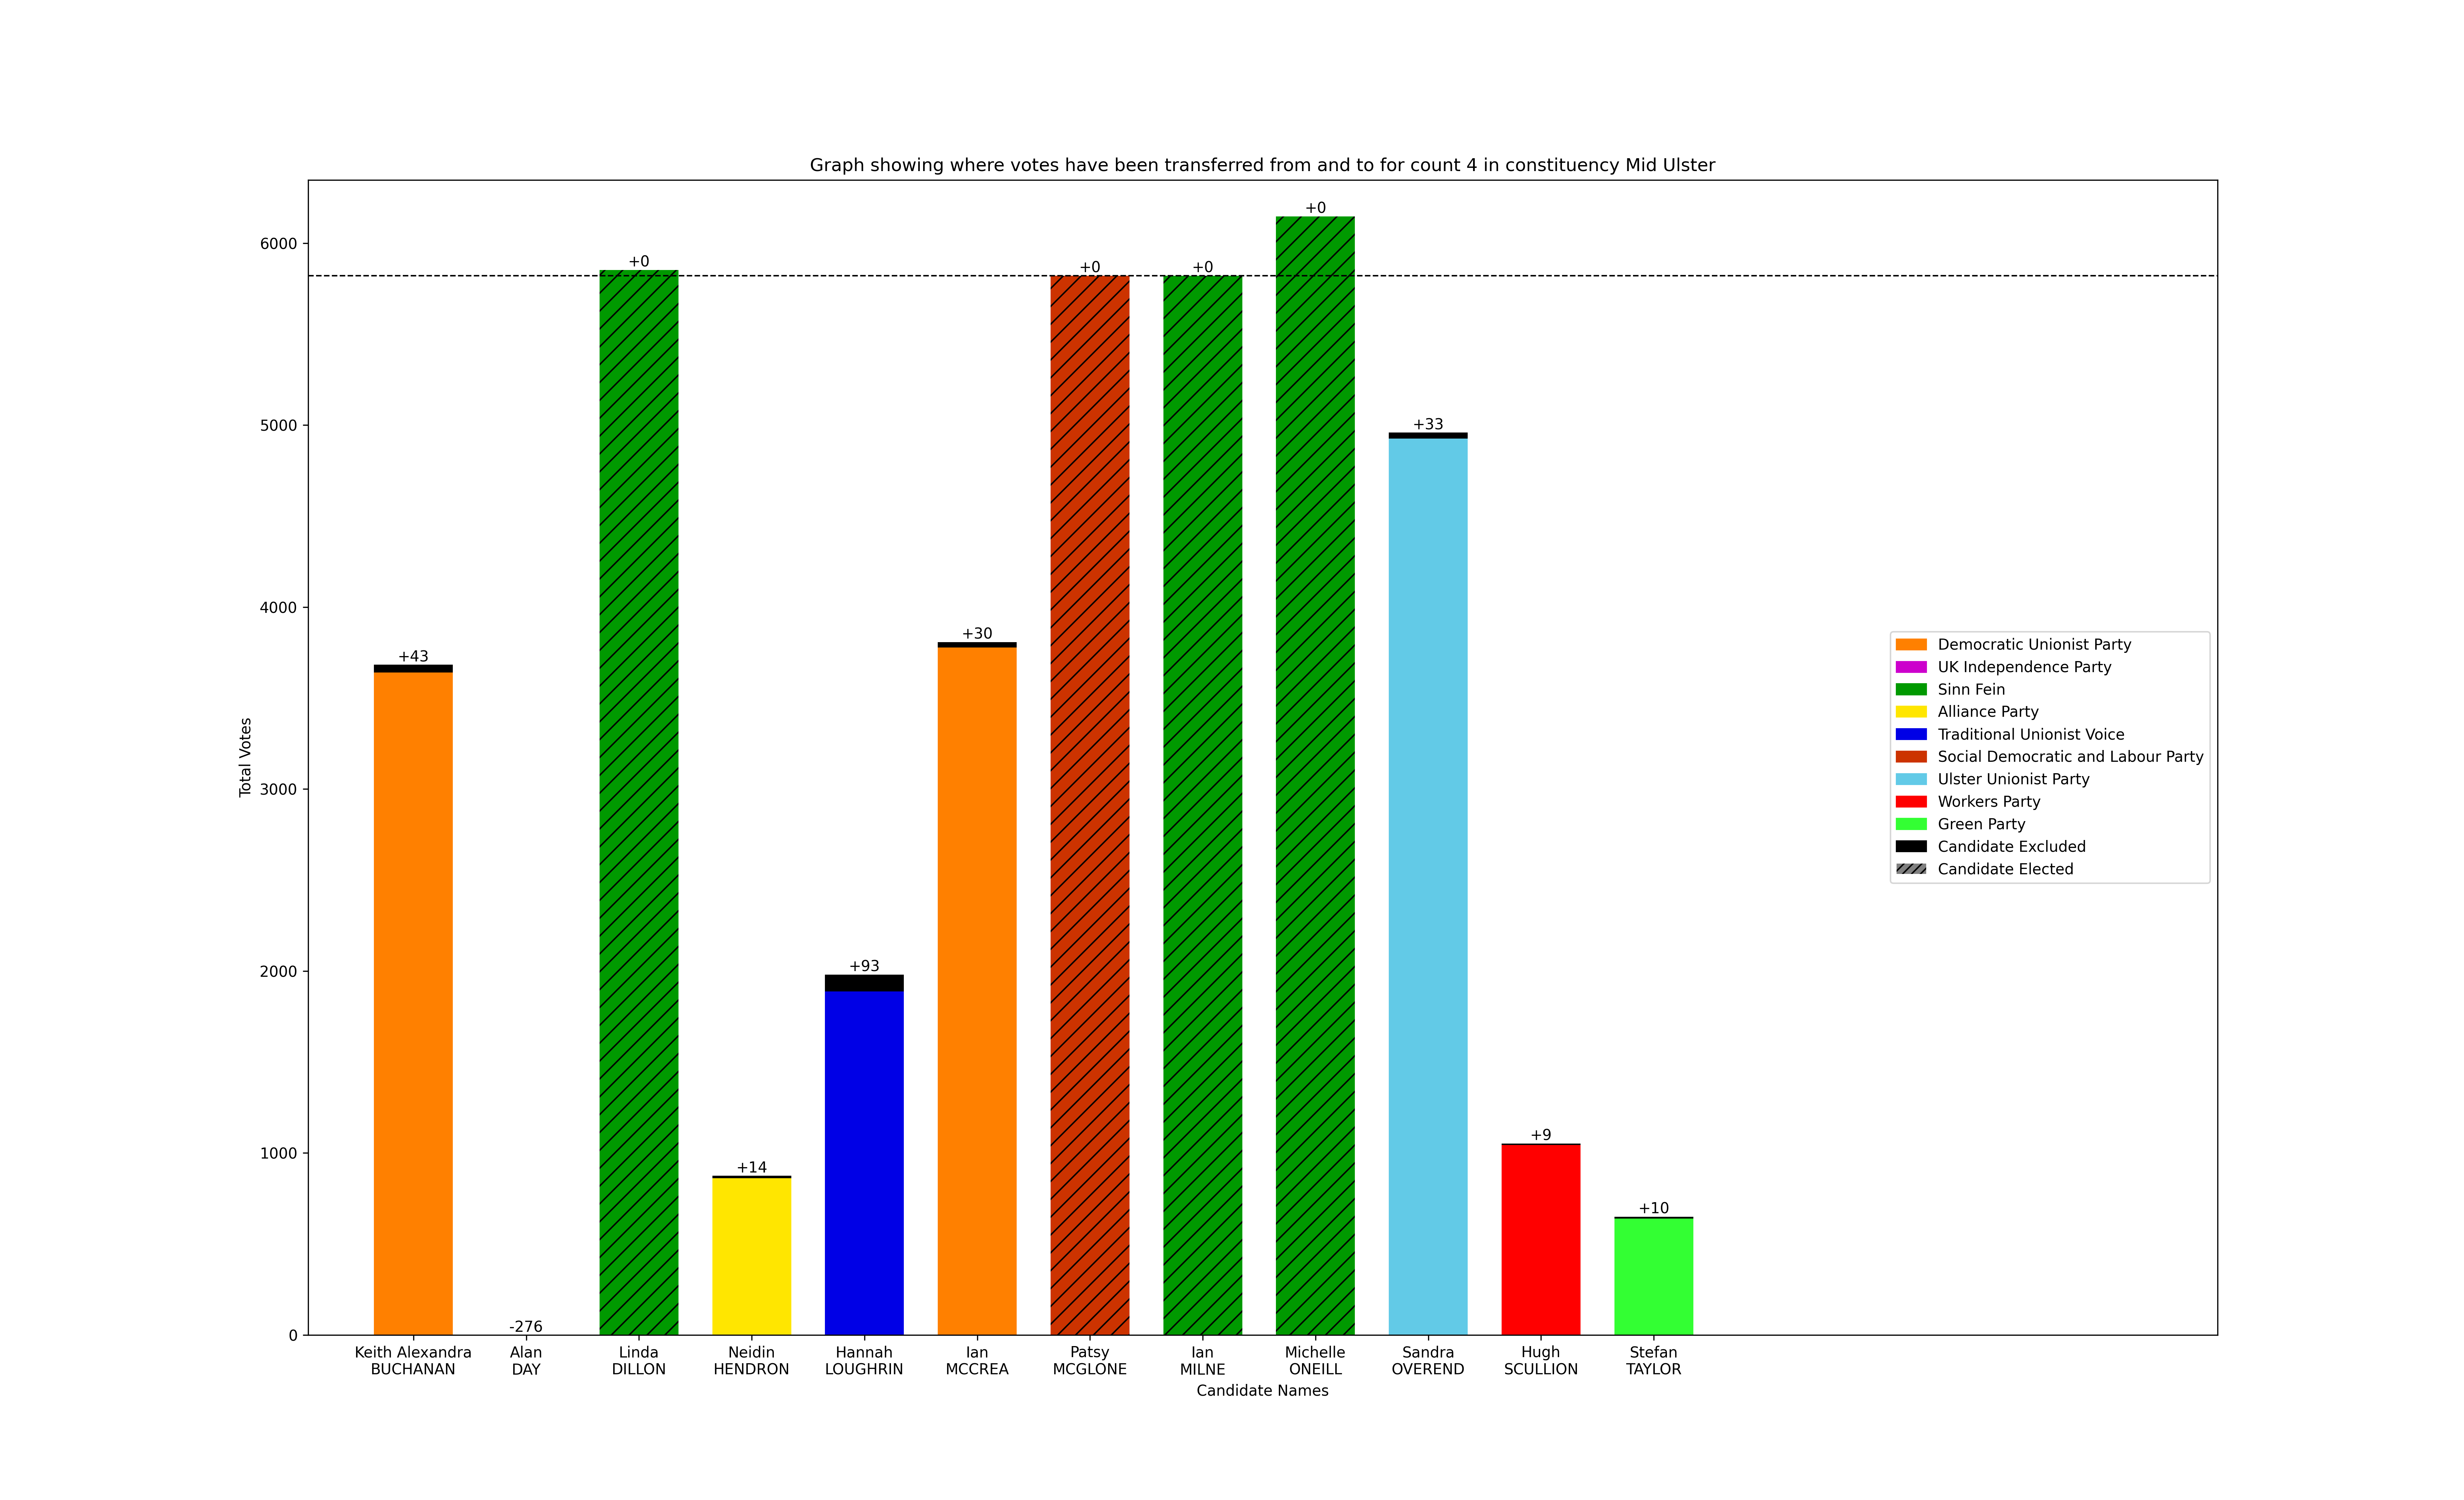 Graph showing where votes have been transferred from and to for count 4 in constituency Mid Ulster
Total Votes
6000
5000
4000
3000
2000
1000
0
+43
-276
+0
+14
+93
+30
+0
+0
+0
+33
+9
+10
Keith Alexandra
BUCHANAN
Alan
DAY
Linda
DILLON
Neidin
HENDRON
Hannah
LOUGHRIN
Ian
MCCREA
Patsy
MCGLONE
Ian
MILNE
Michelle
ONEILL
Sandra
OVEREND
Hugh
SCULLION
Stefan
TAYLOR
Candidate Names
Democratic Unionist Party
UK Independence Party
Sinn Fein
Alliance Party
Traditional Unionist Voice
Social Democratic and Labour Party
Ulster Unionist Party
Workers Party
Green Party
Candidate Excluded
Candidate Elected